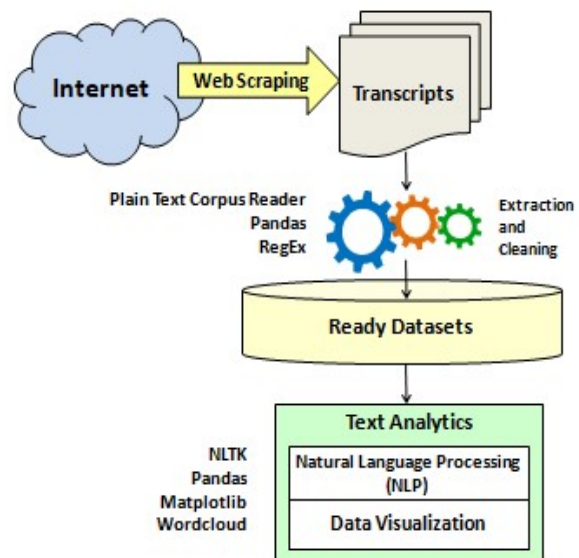 Internet
Web Scraping
Transcripts
Plain Text Corpus Reader
Pandas
RegEx
Extraction
and
Cleaning
Ready Datasets
Text Analytics
NLTK
Pandas
Matplotlib
Wordcloud
Natural Language Processing
(NLP)
Data Visualization